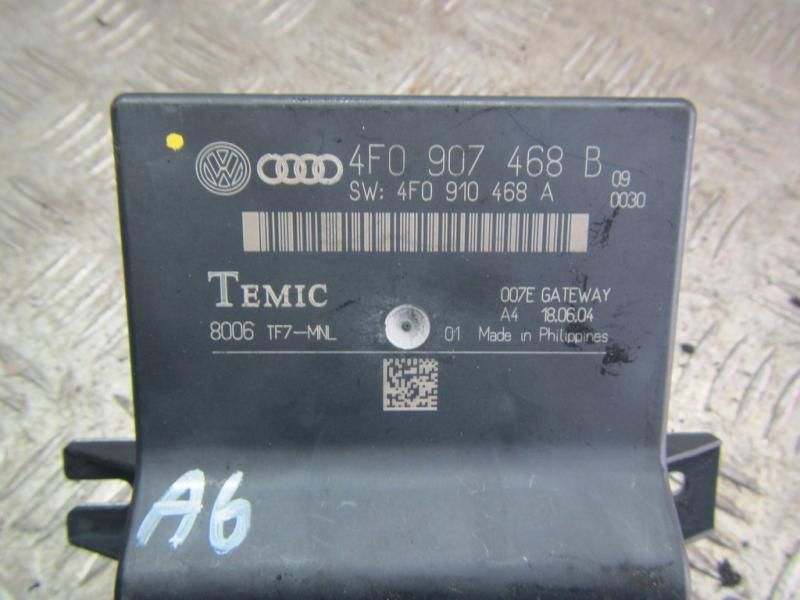 4F0 907 468 B
SW: 4F0 910 468 A
09
0030
TEMIC
007E GATEWAY
A4 18.06.04
8006 TF7-MNL
01 Made in Philippines
A6